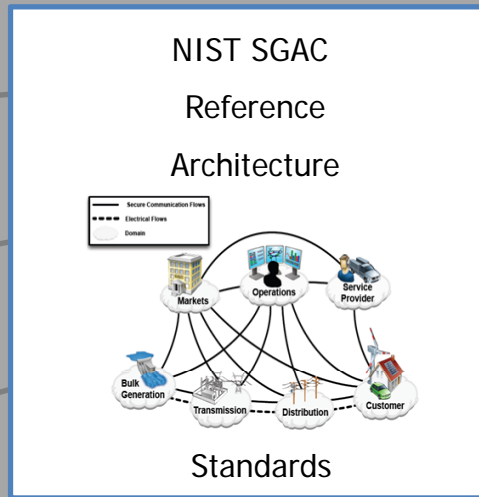 NIST SGAC
Reference
Architecture
Secure Communication Flows
Electrical Flows
Domain
Markets
Operations
Service
Provider
Bulk
Generation
Transmission
Distribution
Customer
Standards